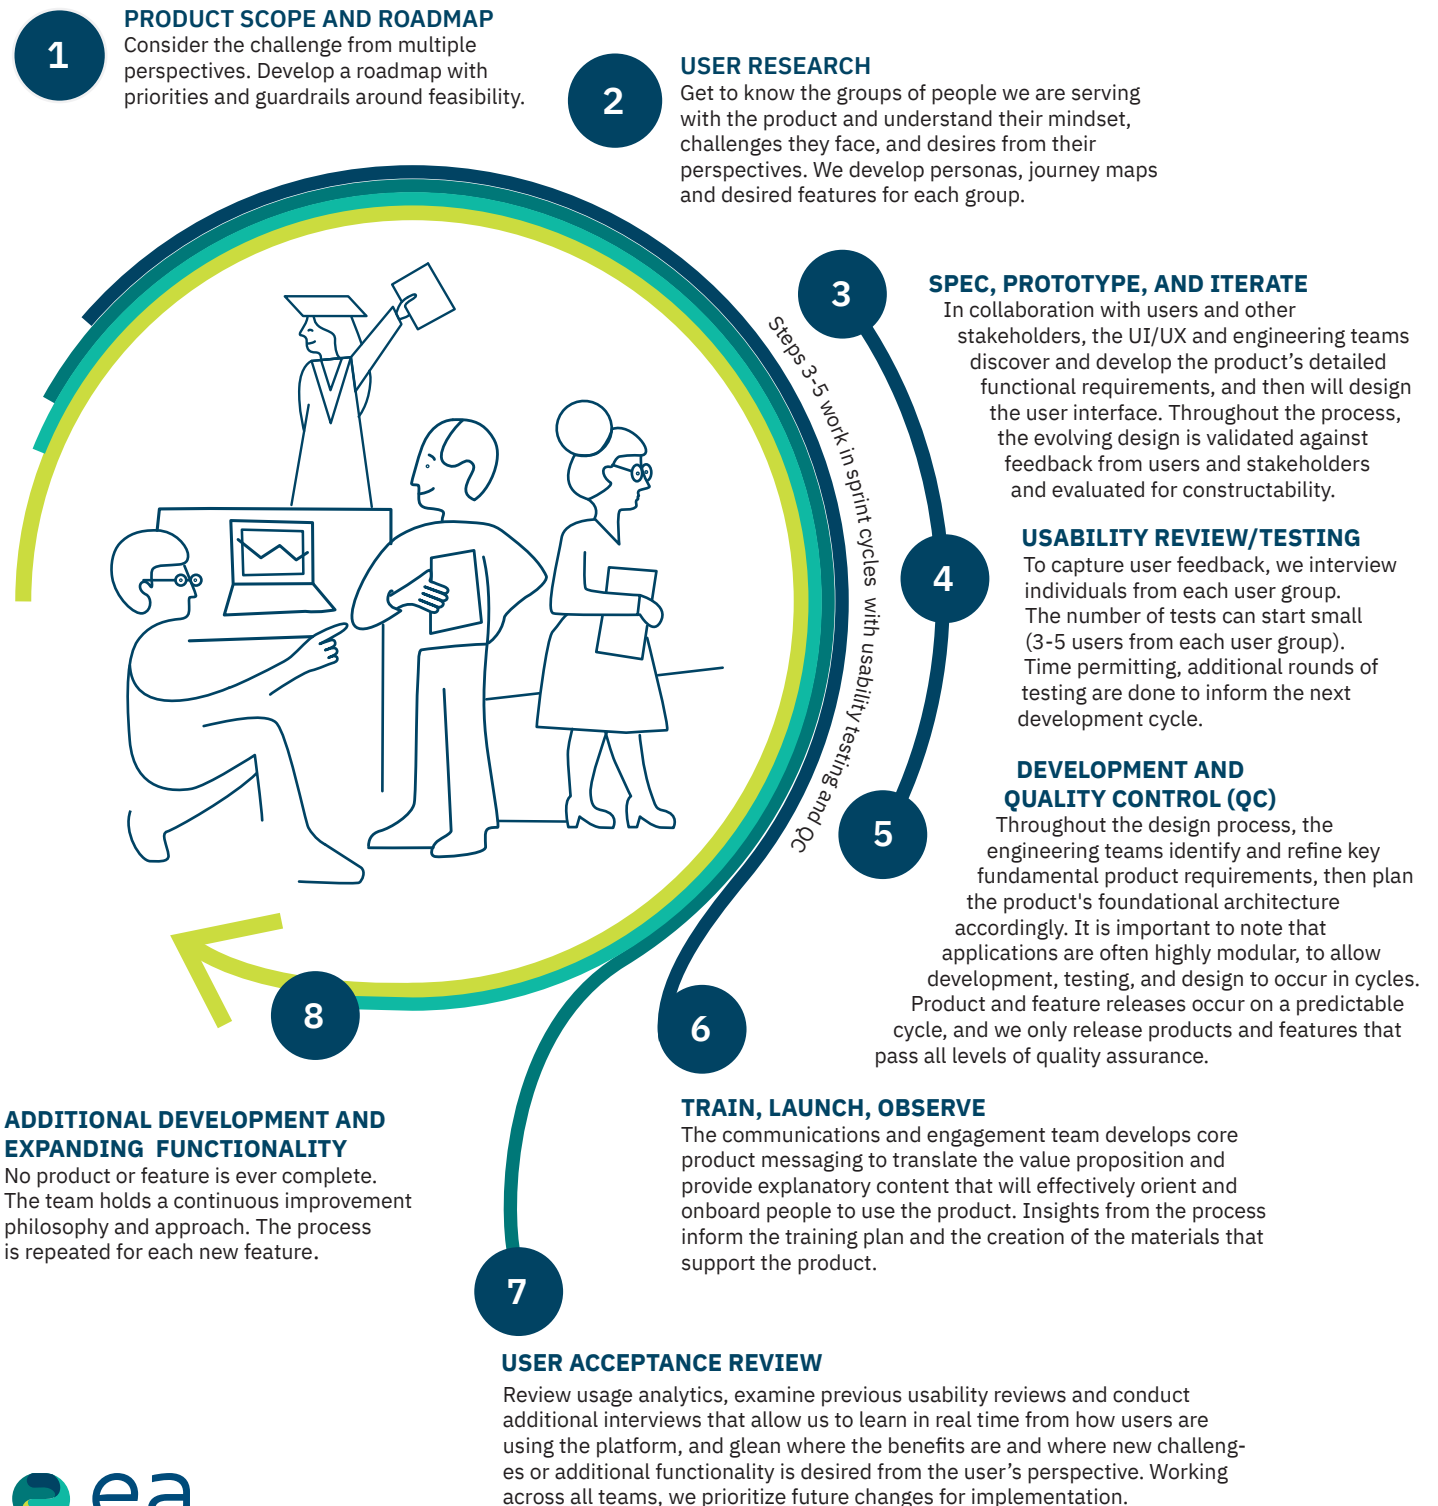 1
PRODUCT SCOPE AND ROADMAP
Consider the challenge from multiple
perspectives. Develop a roadmap with
priorities and guardrails around feasibility.
2
USER RESEARCH
Get to know the groups of people we are serving
with the product and understand their mindset,
challenges they face, and desires from their
perspectives. We develop personas, journey maps
and desired features for each group.
3
SPEC, PROTOTYPE, AND ITERATE
In collaboration with users and other
stakeholders, the UI/UX and engineering teams
discover and develop the product’s detailed
functional requirements, and then will design
the user interface. Throughout the process,
the evolving design is validated against
feedback from users and stakeholders
and evaluated for constructability.
Steps 3-5 work in sprint cycles with usability testing and QC
4
USABILITY REVIEW/TESTING
To capture user feedback, we interview
individuals from each user group.
The number of tests can start small
(3-5 users from each user group).
Time permitting, additional rounds of
testing are done to inform the next
development cycle.
5
DEVELOPMENT AND
QUALITY CONTROL (QC)
Throughout the design process, the
engineering teams identify and refine key
fundamental product requirements, then plan
the product's foundational architecture
accordingly. It is important to note that
applications are often highly modular, to allow
development, testing, and design to occur in cycles.
Product and feature releases occur on a predictable
cycle, and we only release products and features that
pass all levels of quality assurance.
6
TRAIN, LAUNCH, OBSERVE
The communications and engagement team develops core
product messaging to translate the value proposition and
provide explanatory content that will effectively orient and
onboard people to use the product. Insights from the process
inform the training plan and the creation of the materials that
support the product.
7
USER ACCEPTANCE REVIEW
Review usage analytics, examine previous usability reviews and conduct
additional interviews that allow us to learn in real time from how users are
using the platform, and glean where the benefits are and where new challeng-
es or additional functionality is desired from the user’s perspective. Working
across all teams, we prioritize future changes for implementation.
8
ADDITIONAL DEVELOPMENT AND
EXPANDING FUNCTIONALITY
No product or feature is ever complete.
The team holds a continuous improvement
philosophy and approach. The process
is repeated for each new feature.
ea